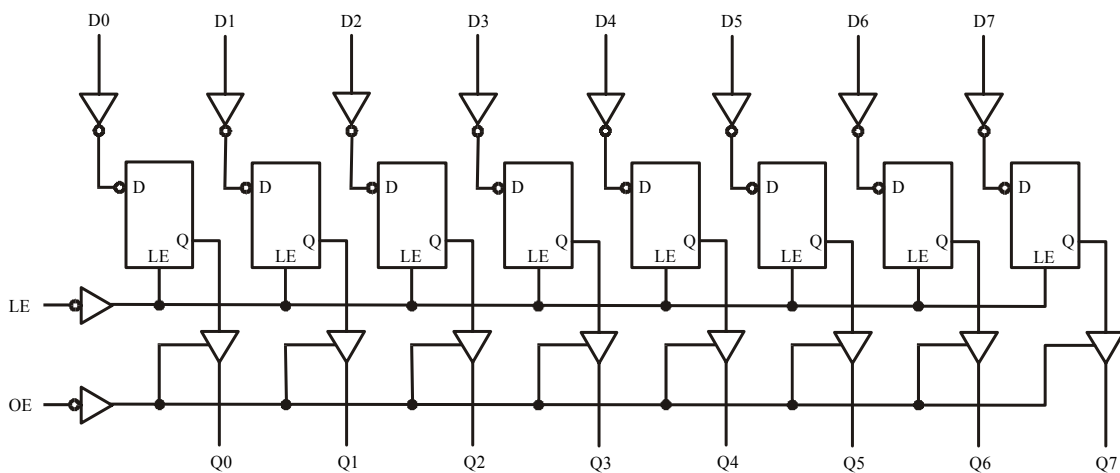 D0 D1 D2 D3 D4 D5 D6 D7
D D D D D D D D
Q Q Q Q Q Q Q Q
LE LE LE LE LE LE LE LE
LE
OE
Q0 Q1 Q2 Q3 Q4 Q5 Q6 Q7